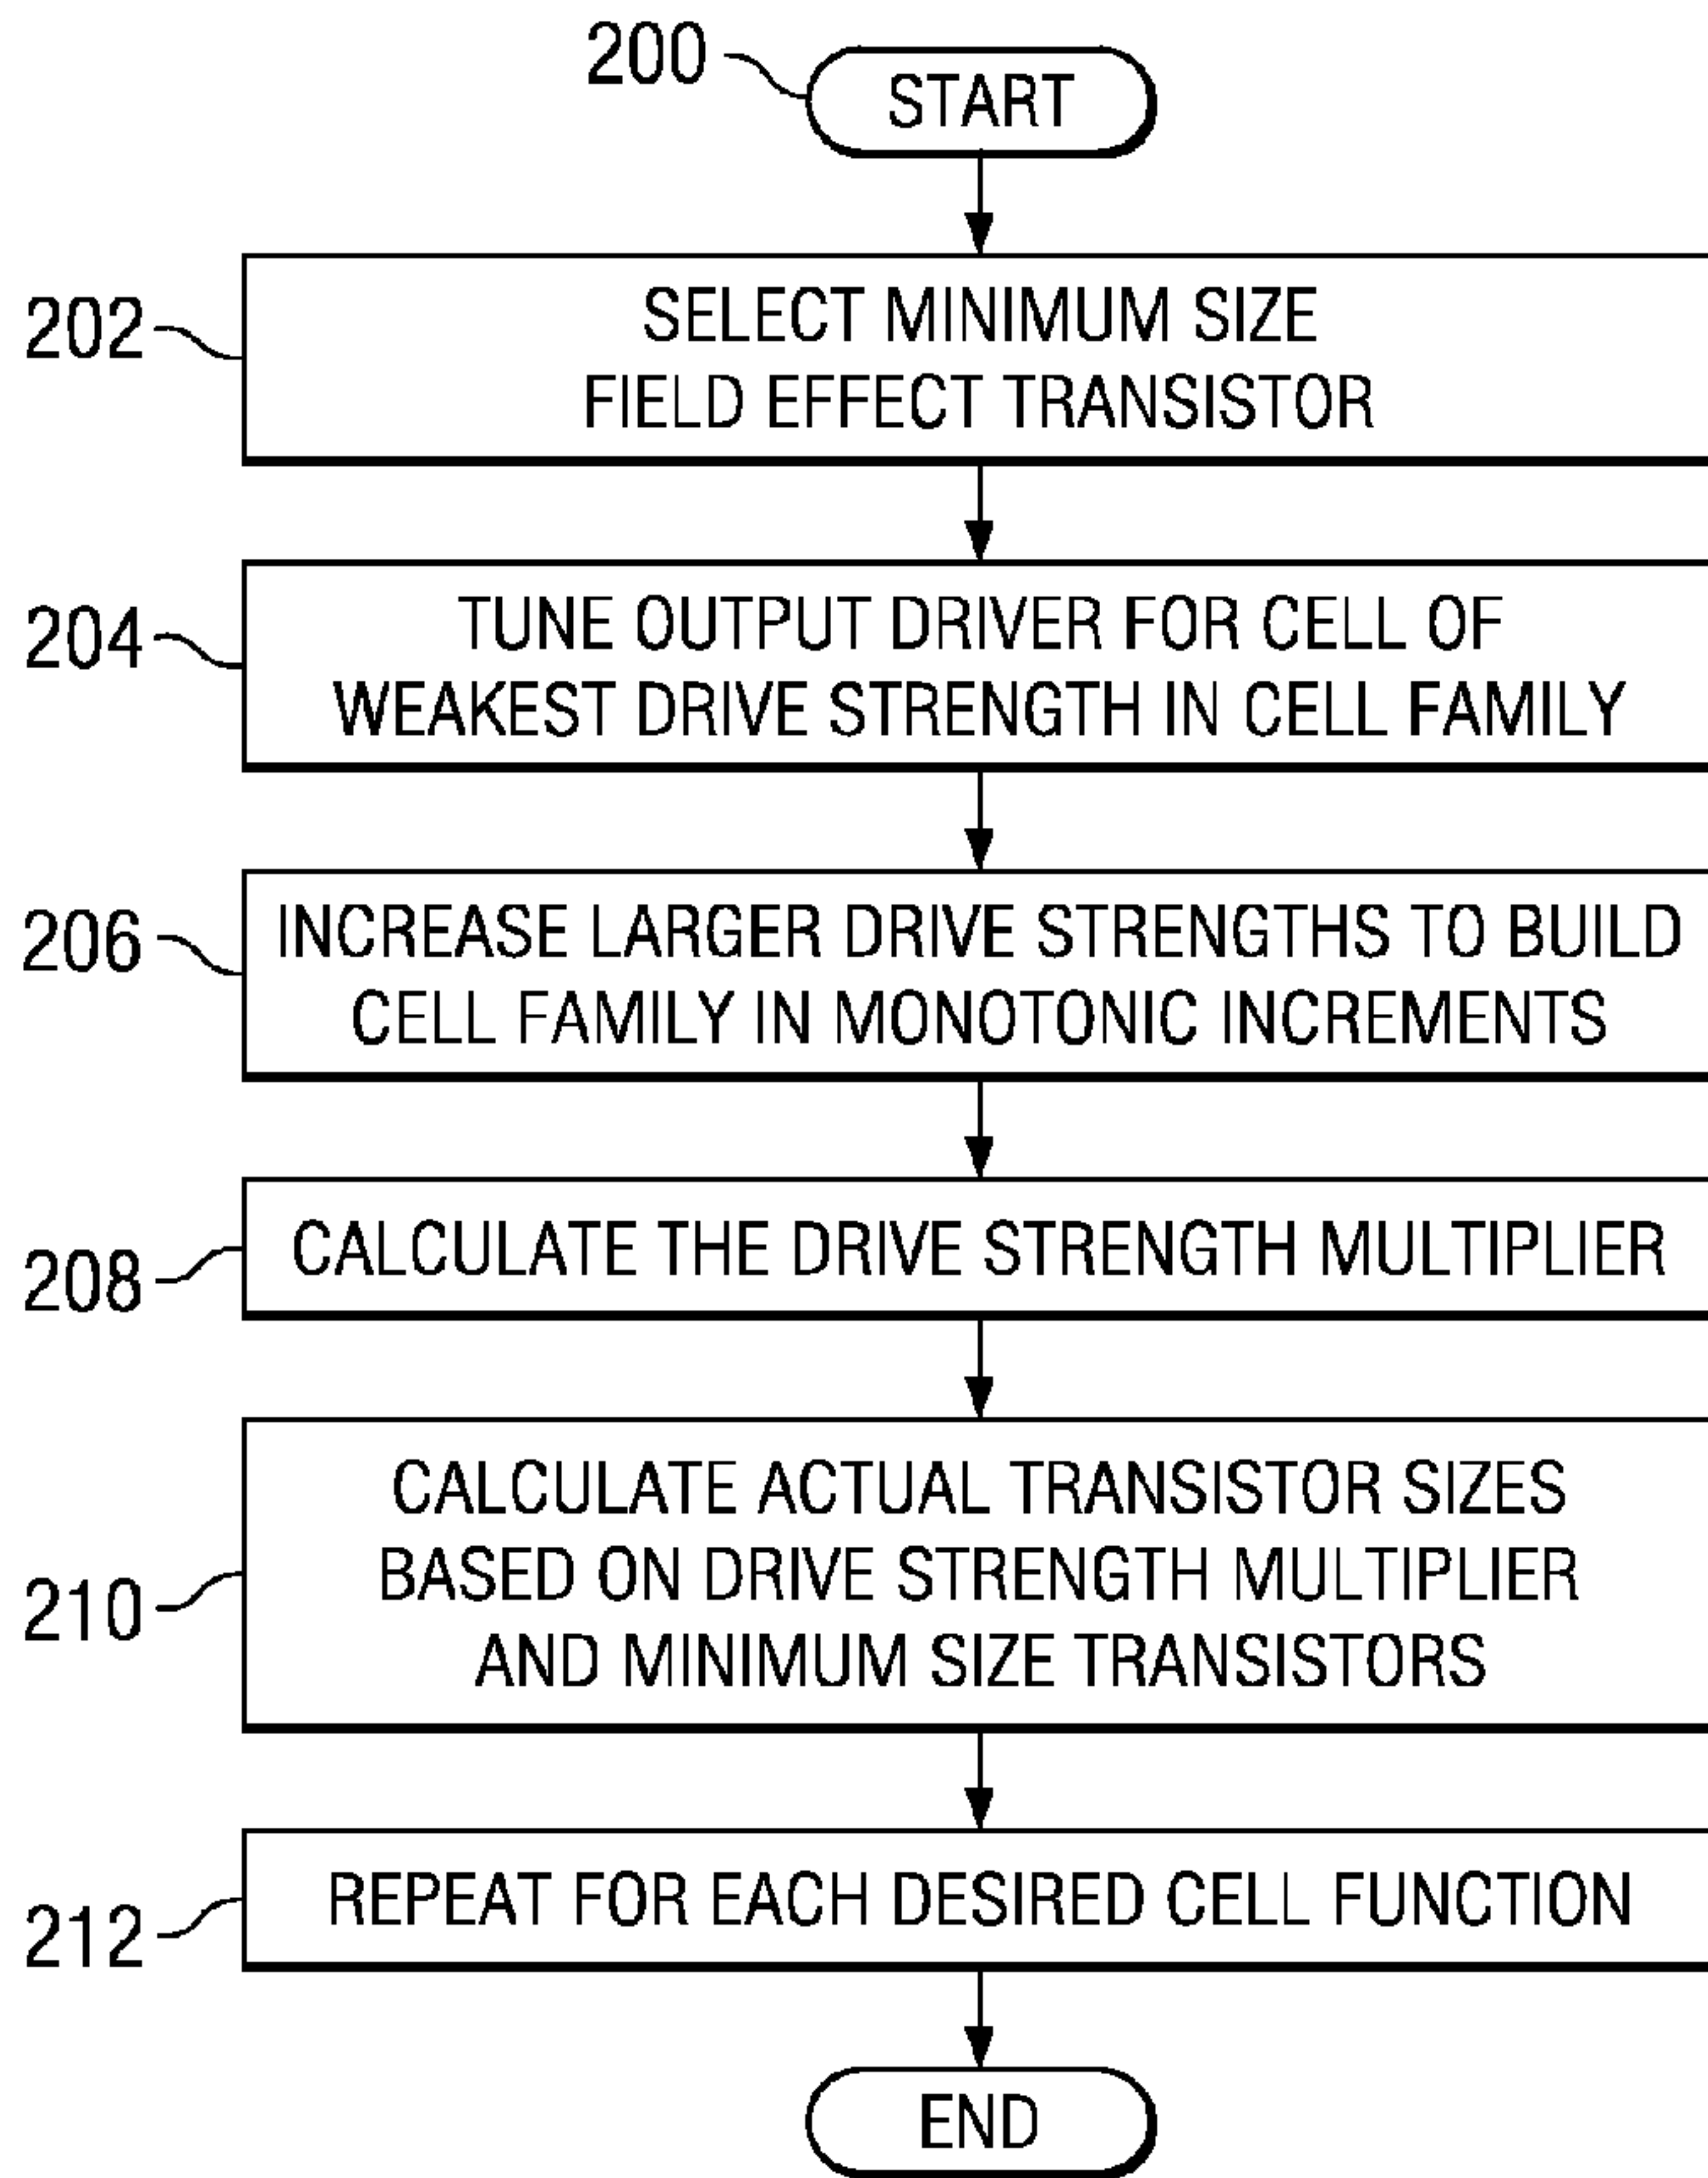 200
START
202
SELECT MINIMUM SIZE
FIELD EFFECT TRANSISTOR
204
TUNE OUTPUT DRIVER FOR CELL OF
WEAKEST DRIVE STRENGTH IN CELL FAMILY
206
INCREASE LARGER DRIVE STRENGTHS TO BUILD
CELL FAMILY IN MONOTONIC INCREMENTS
208
CALCULATE THE DRIVE STRENGTH MULTIPLIER
210
CALCULATE ACTUAL TRANSISTOR SIZES
BASED ON DRIVE STRENGTH MULTIPLIER
AND MINIMUM SIZE TRANSISTORS
212
REPEAT FOR EACH DESIRED CELL FUNCTION
END